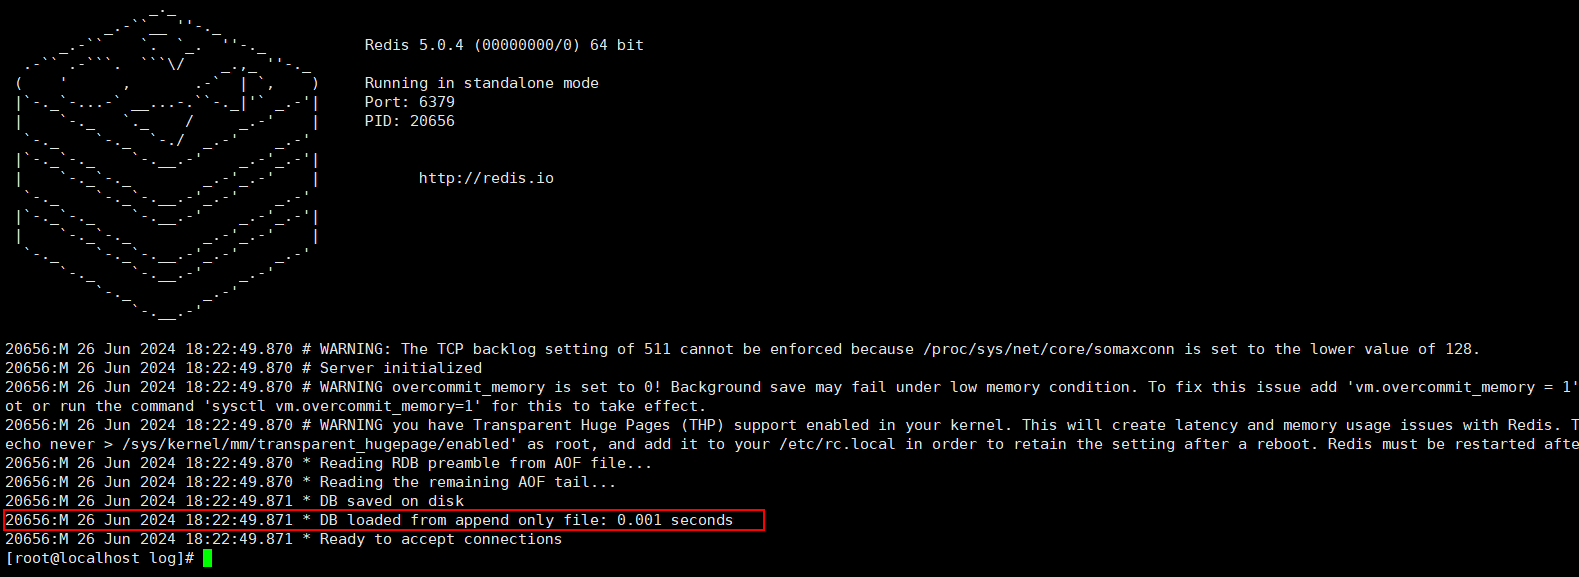 Redis 5.0.4 (00000000/0) 64 bit
Running in standalone mode
Port: 6379
PID: 20656
http://redis.io
20656:M 26 Jun 2024 18:22:49.870 # WARNING: The TCP backlog setting of 511 cannot be enforced because /proc/sys/net/core/somaxconn is set to the lower value of 128.
20656:M 26 Jun 2024 18:22:49.870 # Server initialized
20656:M 26 Jun 2024 18:22:49.870 # WARNING overcommit_memory is set to 0! Background save may fail under low memory condition. To fix this issue add 'vm.overcommit_memory = 1'
ot or run the command 'sysctl vm.overcommit_memory=1' for this to take effect.
20656:M 26 Jun 2024 18:22:49.870 # WARNING you have Transparent Huge Pages (THP) support enabled in your kernel. This will create latency and memory usage issues with Redis. T
echo never > /sys/kernel/mm/transparent_hugepage/enabled' as root, and add it to your /etc/rc.local in order to retain the setting after a reboot. Redis must be restarted afte
20656:M 26 Jun 2024 18:22:49.870 * Reading RDB preamble from AOF file...
20656:M 26 Jun 2024 18:22:49.870 * Reading the remaining AOF tail...
20656:M 26 Jun 2024 18:22:49.871 * DB saved on disk
20656:M 26 Jun 2024 18:22:49.871 * DB loaded from append only file: 0.001 seconds
20656:M 26 Jun 2024 18:22:49.871 * Ready to accept connections
[root@localhost log]#